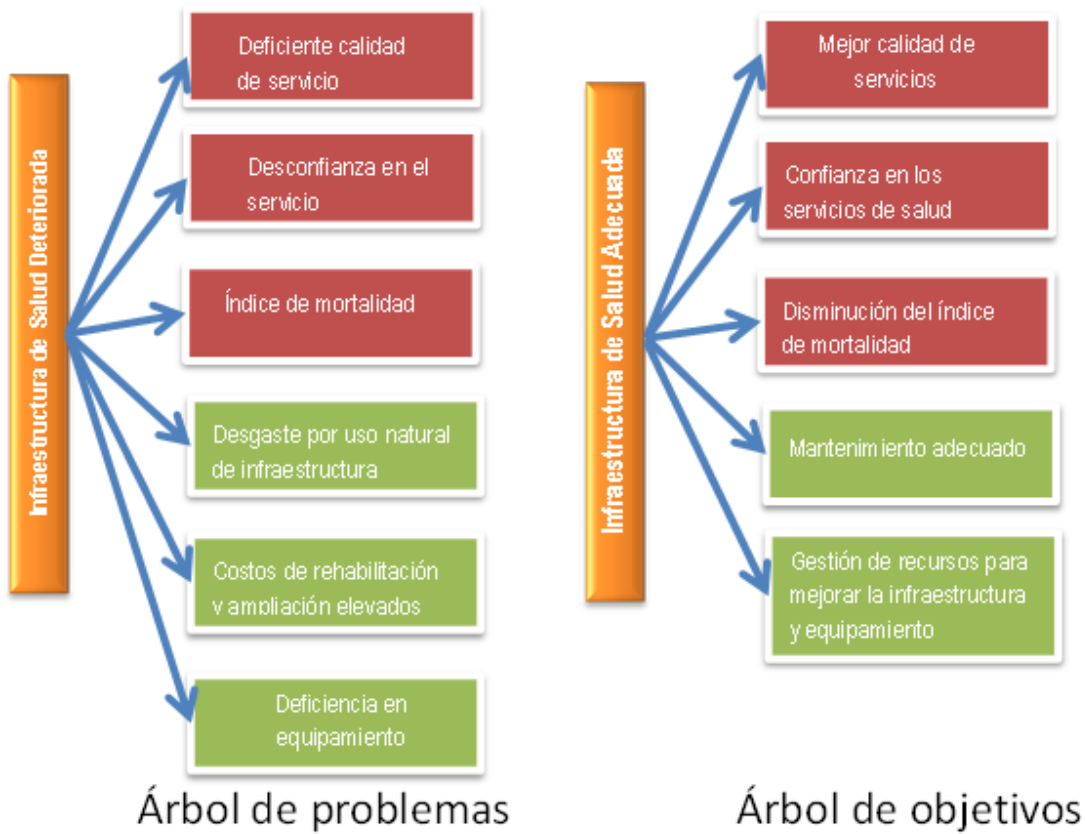 Infraestructura de Salud Deteriorada
Deficiente calidad
de servicio
Desconfianza en el
servicio
Índice de mortalidad
Desgaste por uso natural
de infraestructura
Costos de rehabilitación
y ampliación elevados
Deficiencia en
equipamiento
Árbol de problemas
Infraestructura de Salud Adecuada
Mejor calidad de
servicios
Confianza en los
servicios de salud
Disminución del índice
de mortalidad
Mantenimiento adecuado
Gestión de recursos para
mejorar la infraestructura
y equipamiento
Árbol de objetivos